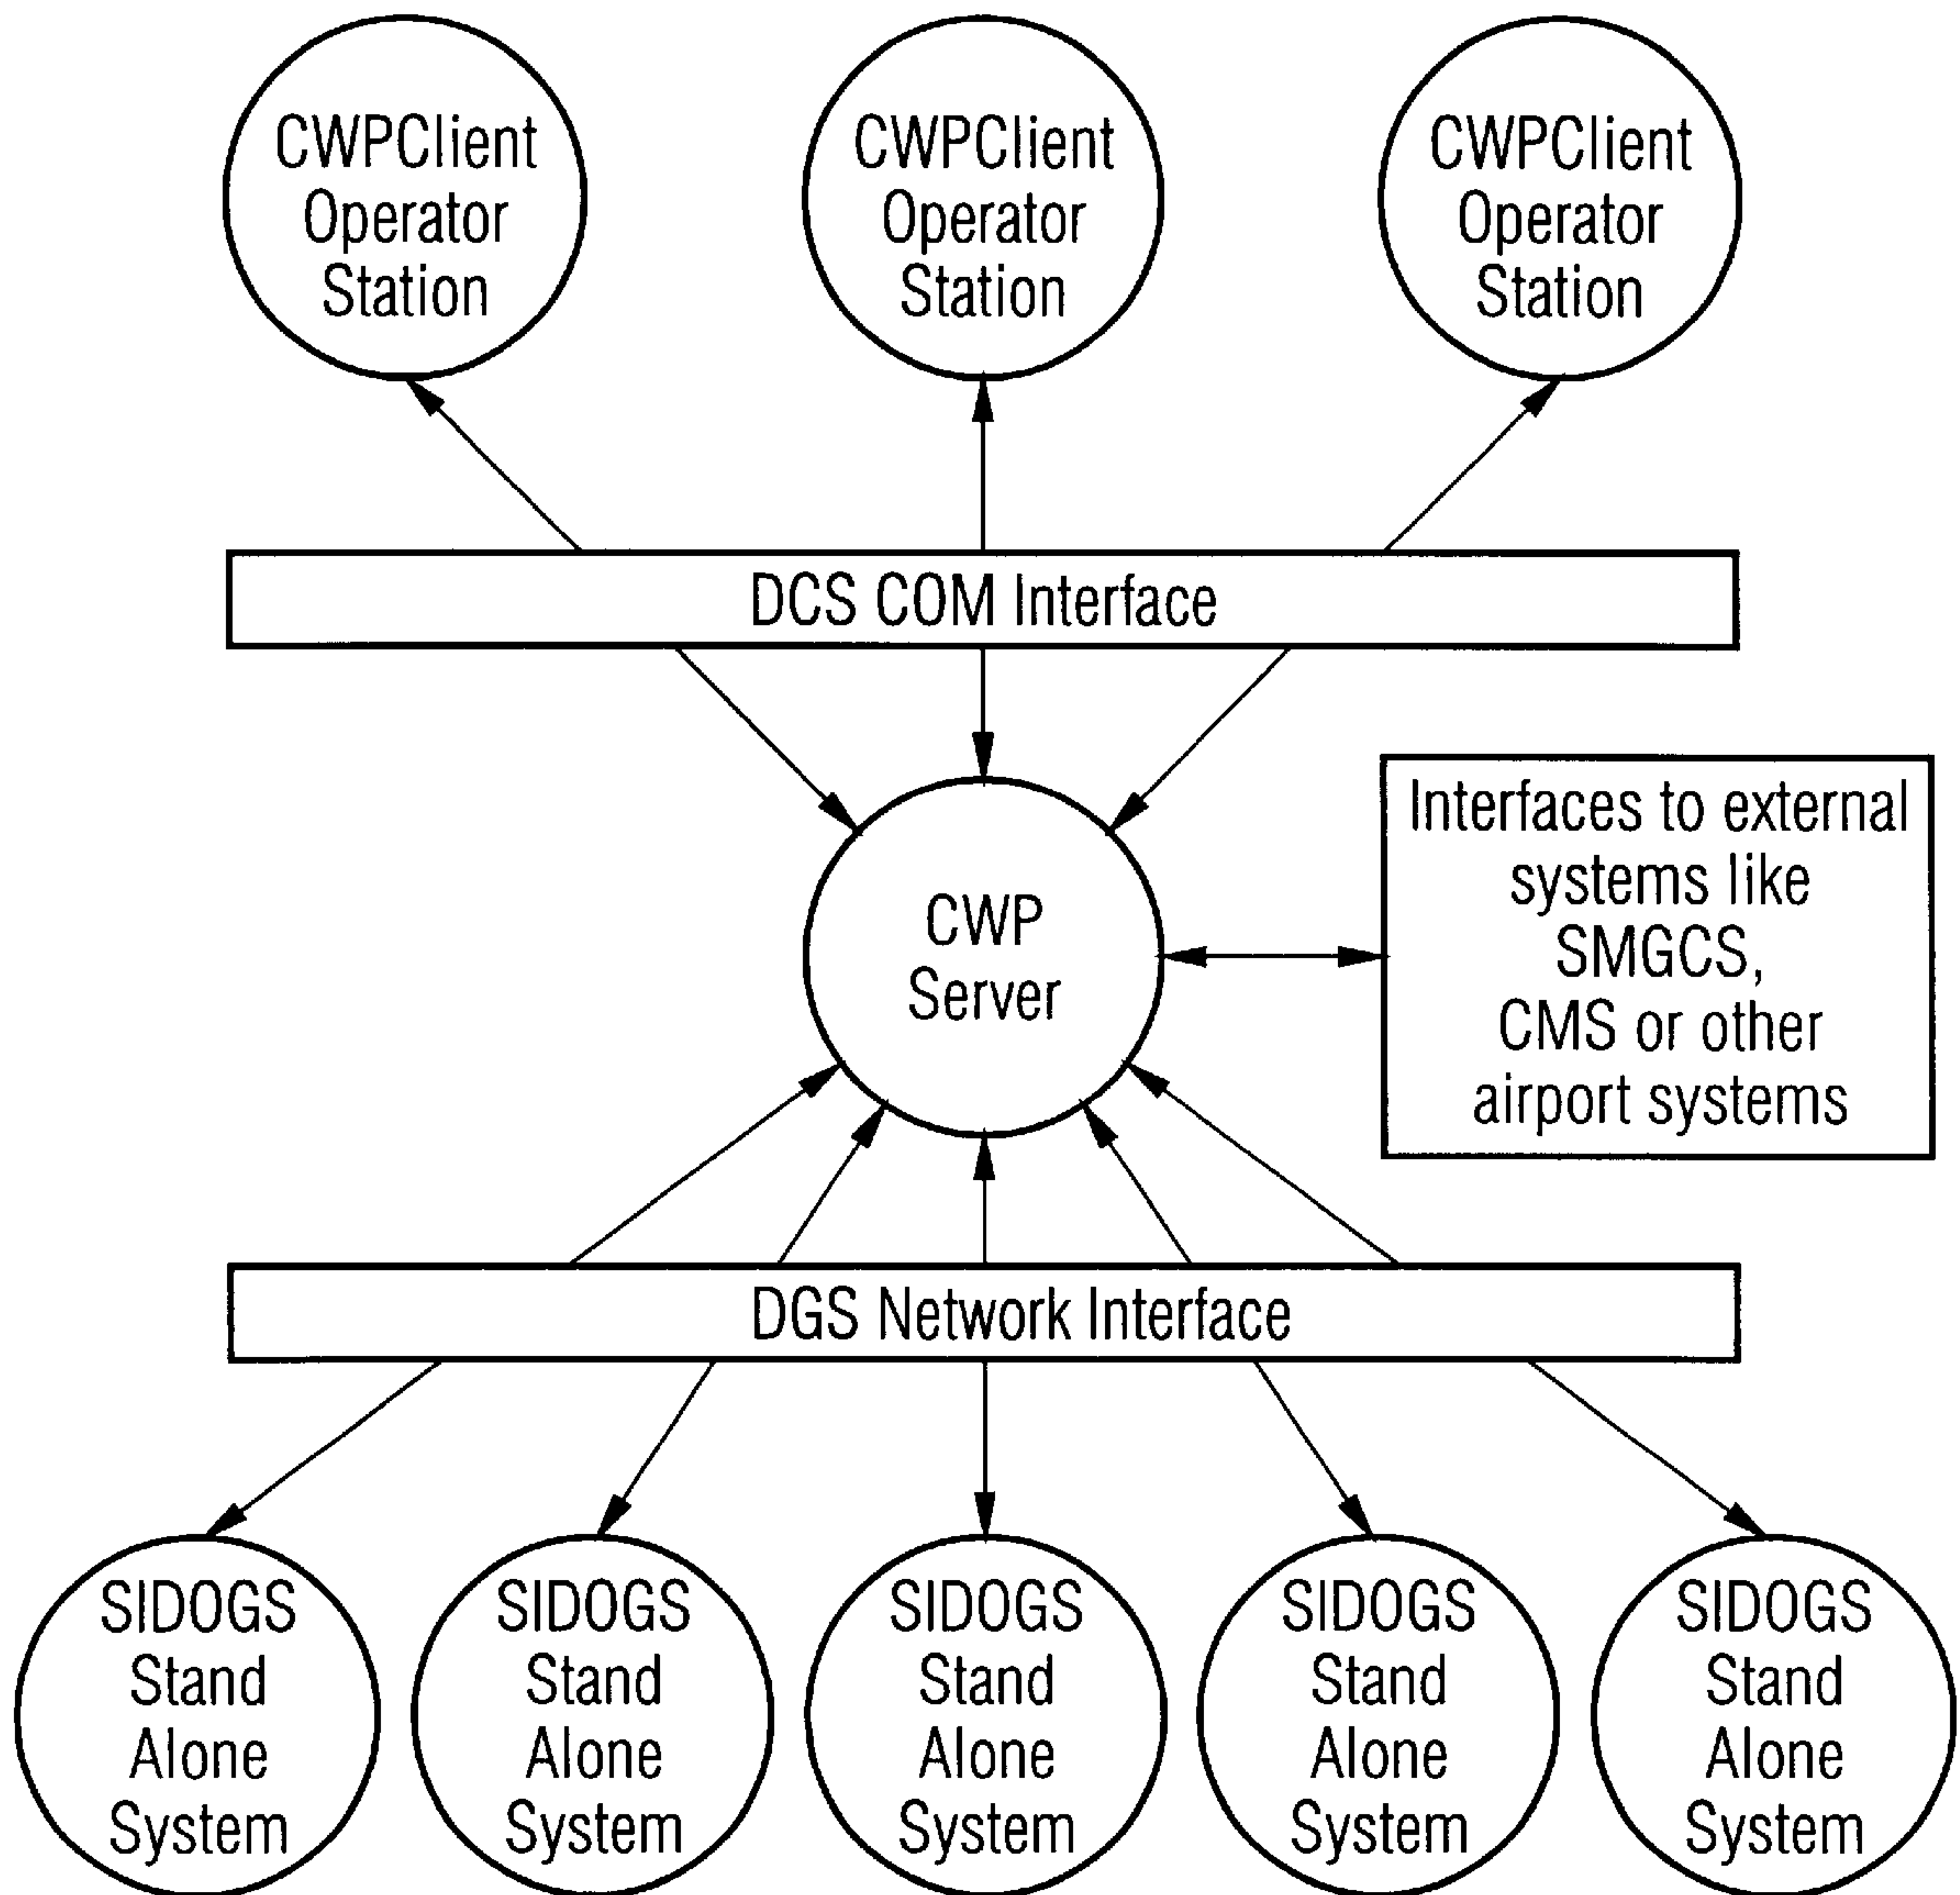 CWPClient
Operator
Station
CWPClient
Operator
Station
CWPClient
Operator
Station
DCS COM Interface
CWP
Server
Interfaces to external
systems like
SMGCS,
CMS or other
airport systems
DGS Network Interface
SIDOGS
Stand
Alone
System
SIDOGS
Stand
Alone
System
SIDOGS
Stand
Alone
System
SIDOGS
Stand
Alone
System
SIDOGS
Stand
Alone
System